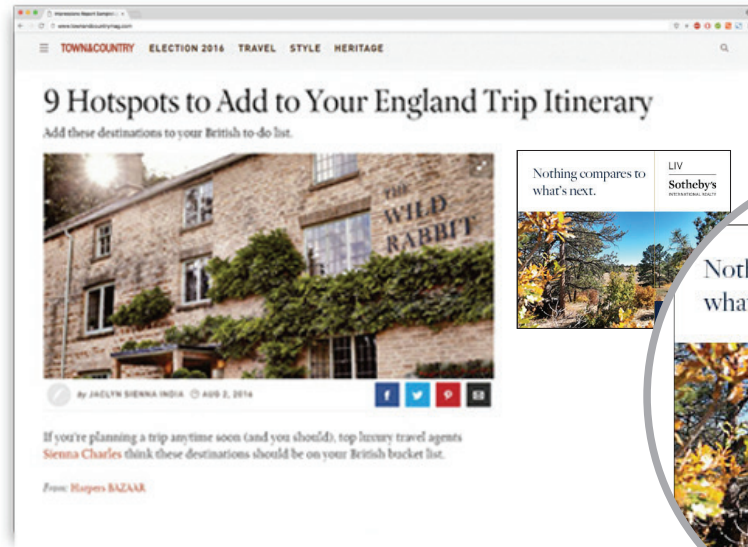 www.townandcountrymag.com
TOWN&COUNTRY ELECTION 2016 TRAVEL STYLE HERITAGE
9 Hotspots to Add to Your England Trip Itinerary
Add these destinations to your British to-do list.
THE
WILD
RABBIT
By JACLYN SIENNA INDIA AUG 2, 2016
If you're planning a trip anytime soon (and you should), top luxury travel agents
Sienna Charles think these destinations should be on your British bucket list.
From: Harpers BAZAAR
Nothing compares to
what's next.
LIV
Sotheby's
INTERNATIONAL REALTY
Noth
wha